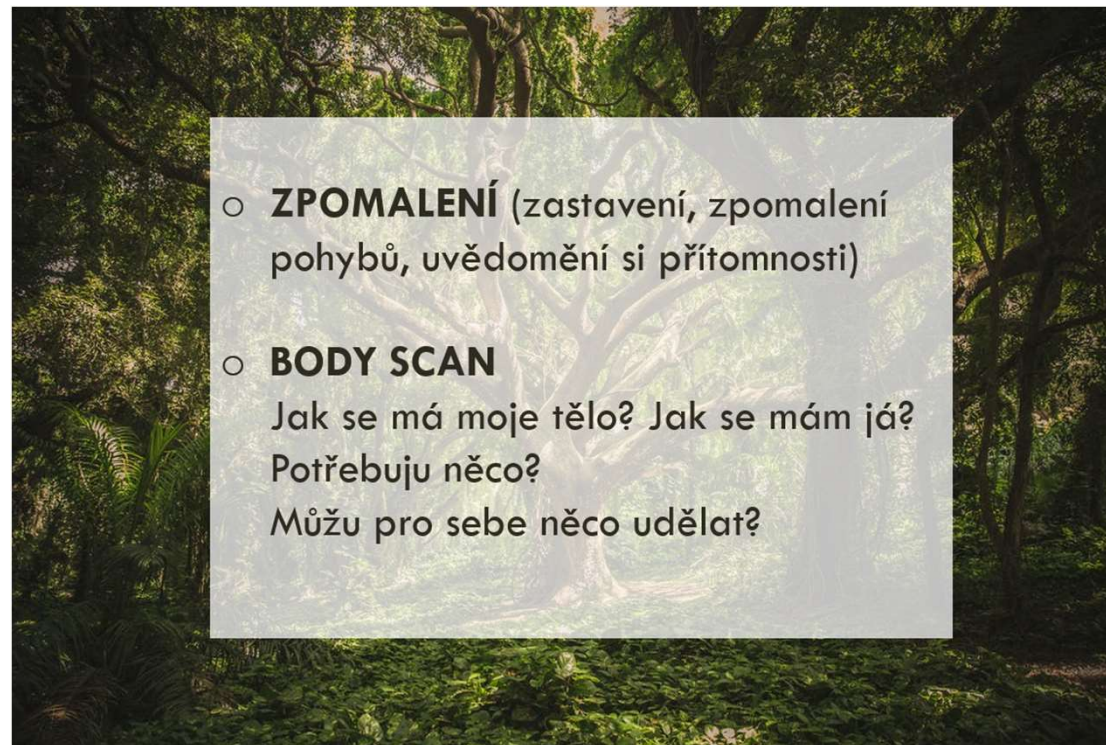 o ZPOMALENÍ (zastavení, zpomalení
pohybů, uvědomění si přítomnosti)
o BODY SCAN
Jak se má moje tělo? Jak se mám já?
Potřebuju něco?
Můžu pro sebe něco udělat?